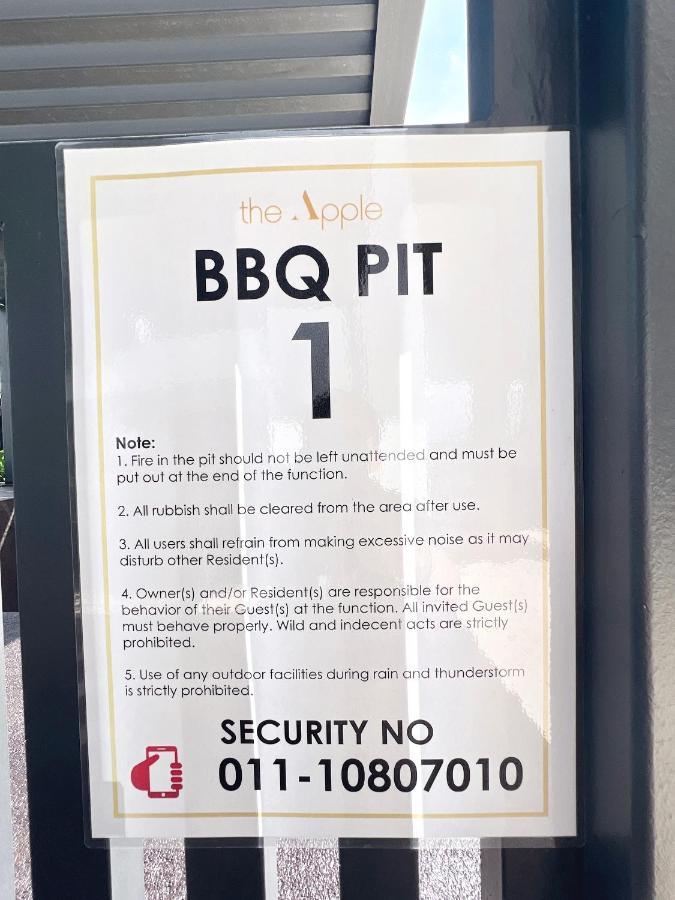 the Apple
BBQ PIT
1
Note:
1. Fire in the pit should not be left unattended and must be
put out at the end of the function.
2. All rubbish shall be cleared from the area after use.
3. All users shall refrain from making excessive noise as it may
disturb other Resident(s).
4. Owner(s) and/or Resident(s) are responsible for the
behavior of their Guest(s) at the function. All invited Guest(s)
must behave properly. Wild and indecent acts are strictly
prohibited.
5. Use of any outdoor facilities during rain and thunderstorm
is strictly prohibited.
SECURITY NO
011-10807010